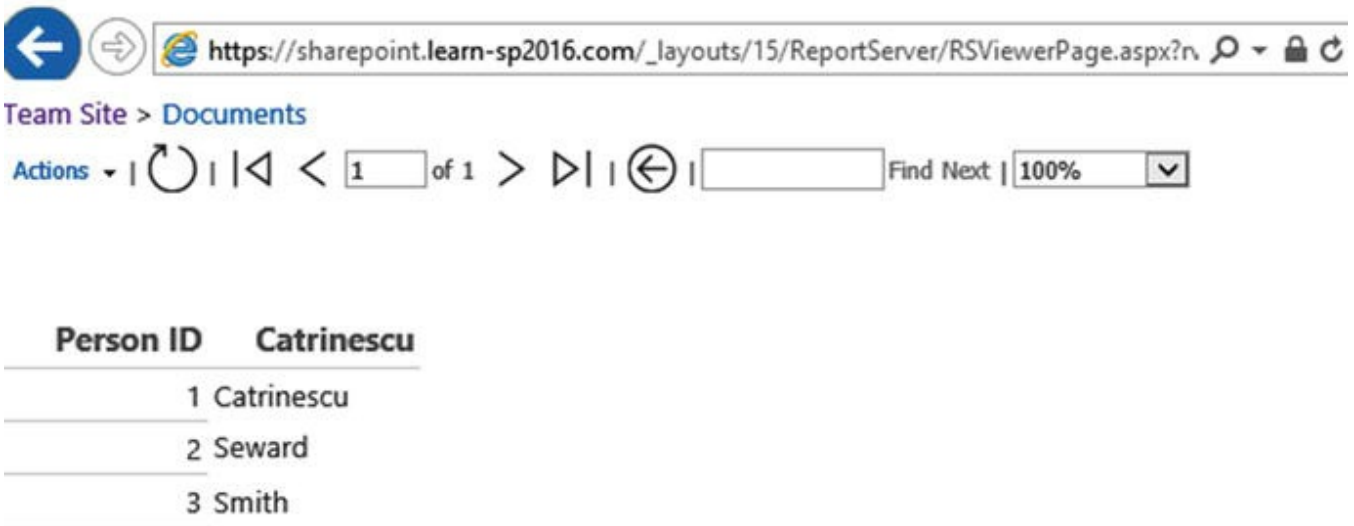 https://sharepoint.learn-sp2016.com/_layouts/15/ReportServer/RSViewerPage.aspx?r
Team Site > Documents
Actions 1 of 1 Find Next | 100%
Person ID Catrinescu
1 Catrinescu
2 Seward
3 Smith